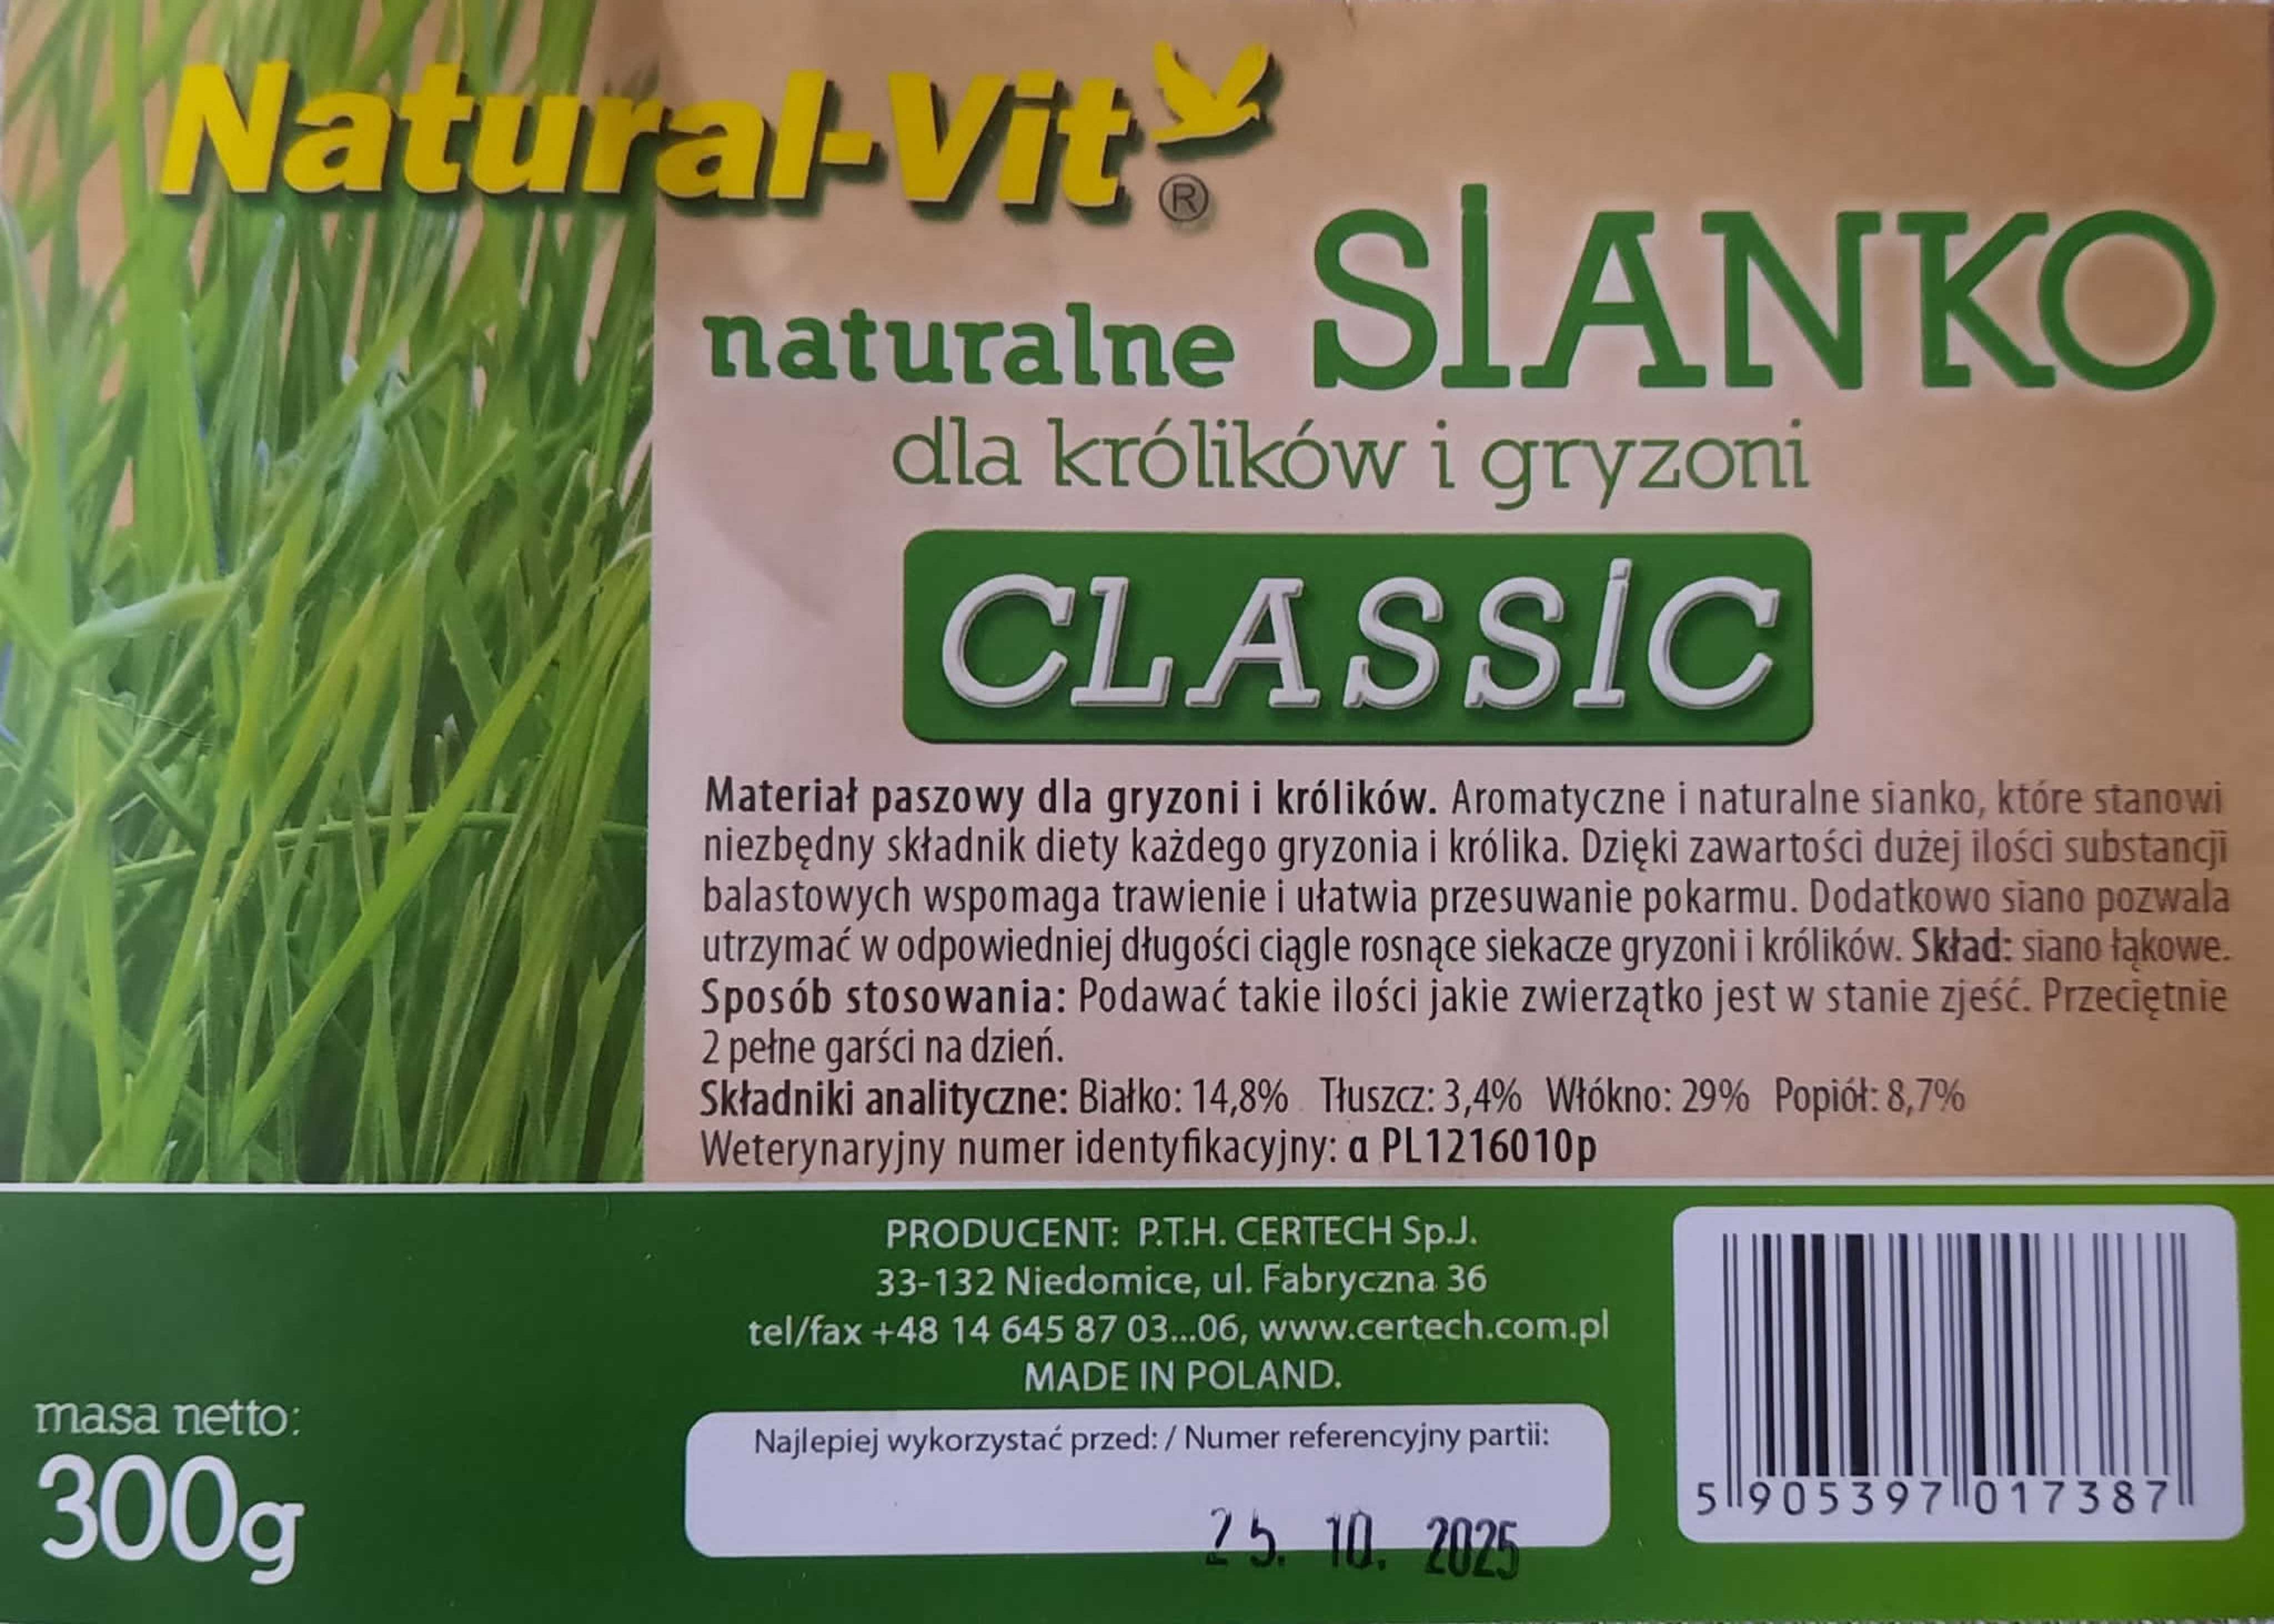 Natural-Vit ®
naturalne SiANKO
dla królików i gryzoni
CLASSiC
Materiał paszowy dla gryzoni i królików. Aromatyczne i naturalne sianko, które stanowi
niezbędny składnik diety każdego gryzonia i królika. Dzięki zawartości dużej ilości substancji
balastowych wspomaga trawienie i ułatwia przesuwanie pokarmu. Dodatkowo siano pozwala
utrzymać w odpowiedniej długości ciągle rosnące siekacze gryzoni i królików. Skład: siano łąkowe.
Sposób stosowania: Podawać takie ilości jakie zwierzątko jest w stanie zjeść. Przeciętnie
2 pełne garści na dzień.
Składniki analityczne: Białko: 14,8% Tłuszcz: 3,4% Włókno: 29% Popiół: 8,7%
Weterynaryjny numer identyfikacyjny: α PL1216010p
PRODUCENT: P.T.H. CERTECH Sp.J.
33-132 Niedomice, ul. Fabryczna 36
tel/fax +48 14 645 87 03...06, www.certech.com.pl
MADE IN POLAND.
masa netto:
300g
Najlepiej wykorzystać przed: / Numer referencyjny partii:
25. 10. 2025
5 905397 017387